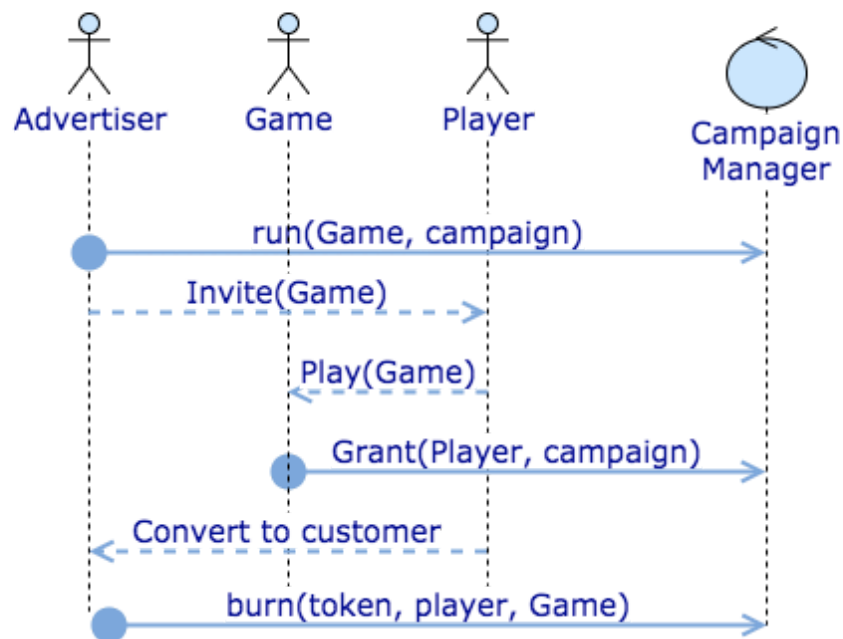 Advertiser
Game
Player
Campaign
Manager
run(Game, campaign)
Invite(Game)
Play(Game)
Grant(Player, campaign)
Convert to customer
burn(token, player, Game)